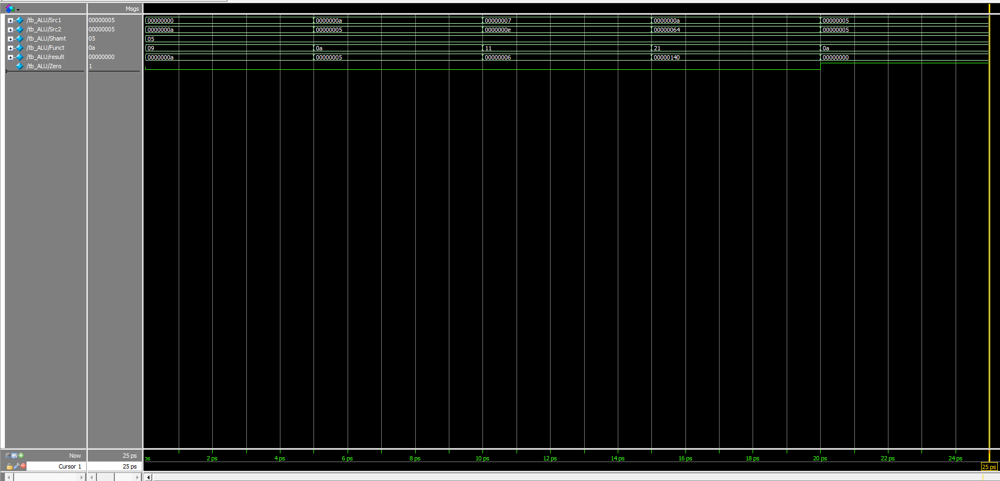 Msgs
/tb_ALU/Src1 00000005 00000000 0000000a 00000007 0000000a 00000005
/tb_ALU/Src2 00000005 0000000a 00000005 0000000e 00000064 00000005
/tb_ALU/Shamt 05 05
/tb_ALU/Funct 0a 09 0a 11 21 0a
/tb_ALU/result 00000000 0000000a 00000005 00000006 00000140 00000000
/tb_ALU/Zero 1
Now 25 ps ps 2 ps 4 ps 6 ps 8 ps 10 ps 12 ps 14 ps 16 ps 18 ps 20 ps 22 ps 24 ps
Cursor 1 25 ps 25 ps